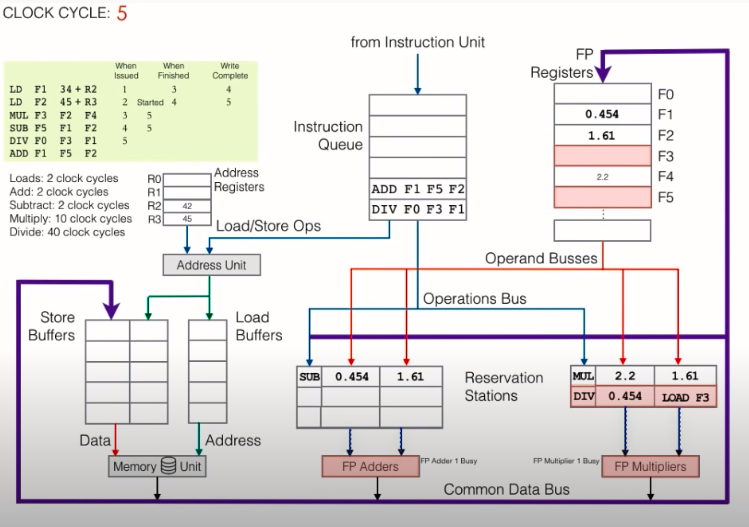 CLOCK CYCLE: 5
When Issued When Finished Write Complete
LD F1 34 + R2 1 3 4
LD F2 45 + R3 2 Started 4 5
MUL F3 F2 F4 3 5
SUB F5 F1 F2 4 5
DIV F0 F3 F1 5
ADD F1 F5 F2
Loads: 2 clock cycles
Add: 2 clock cycles
Subtract: 2 clock cycles
Multiply: 10 clock cycles
Divide: 40 clock cycles
R0
R1
R2 42
R3 45
Address
Registers
Load/Store Ops
Address Unit
from Instruction Unit
Instruction
Queue
ADD F1 F5 F2
DIV F0 F3 F1
FP
Registers
F0
0.454 F1
1.61 F2
F3
2.2 F4
F5
Operand Busses
Operations Bus
Store
Buffers
Load
Buffers
SUB 0.454 1.61
Reservation
Stations
MUL 2.2 1.61
DIV 0.454 LOAD F3
Data
Address
Memory Unit
FP Adders
FP Adder 1 Busy
FP Multiplier 1 Busy
FP Multipliers
Common Data Bus